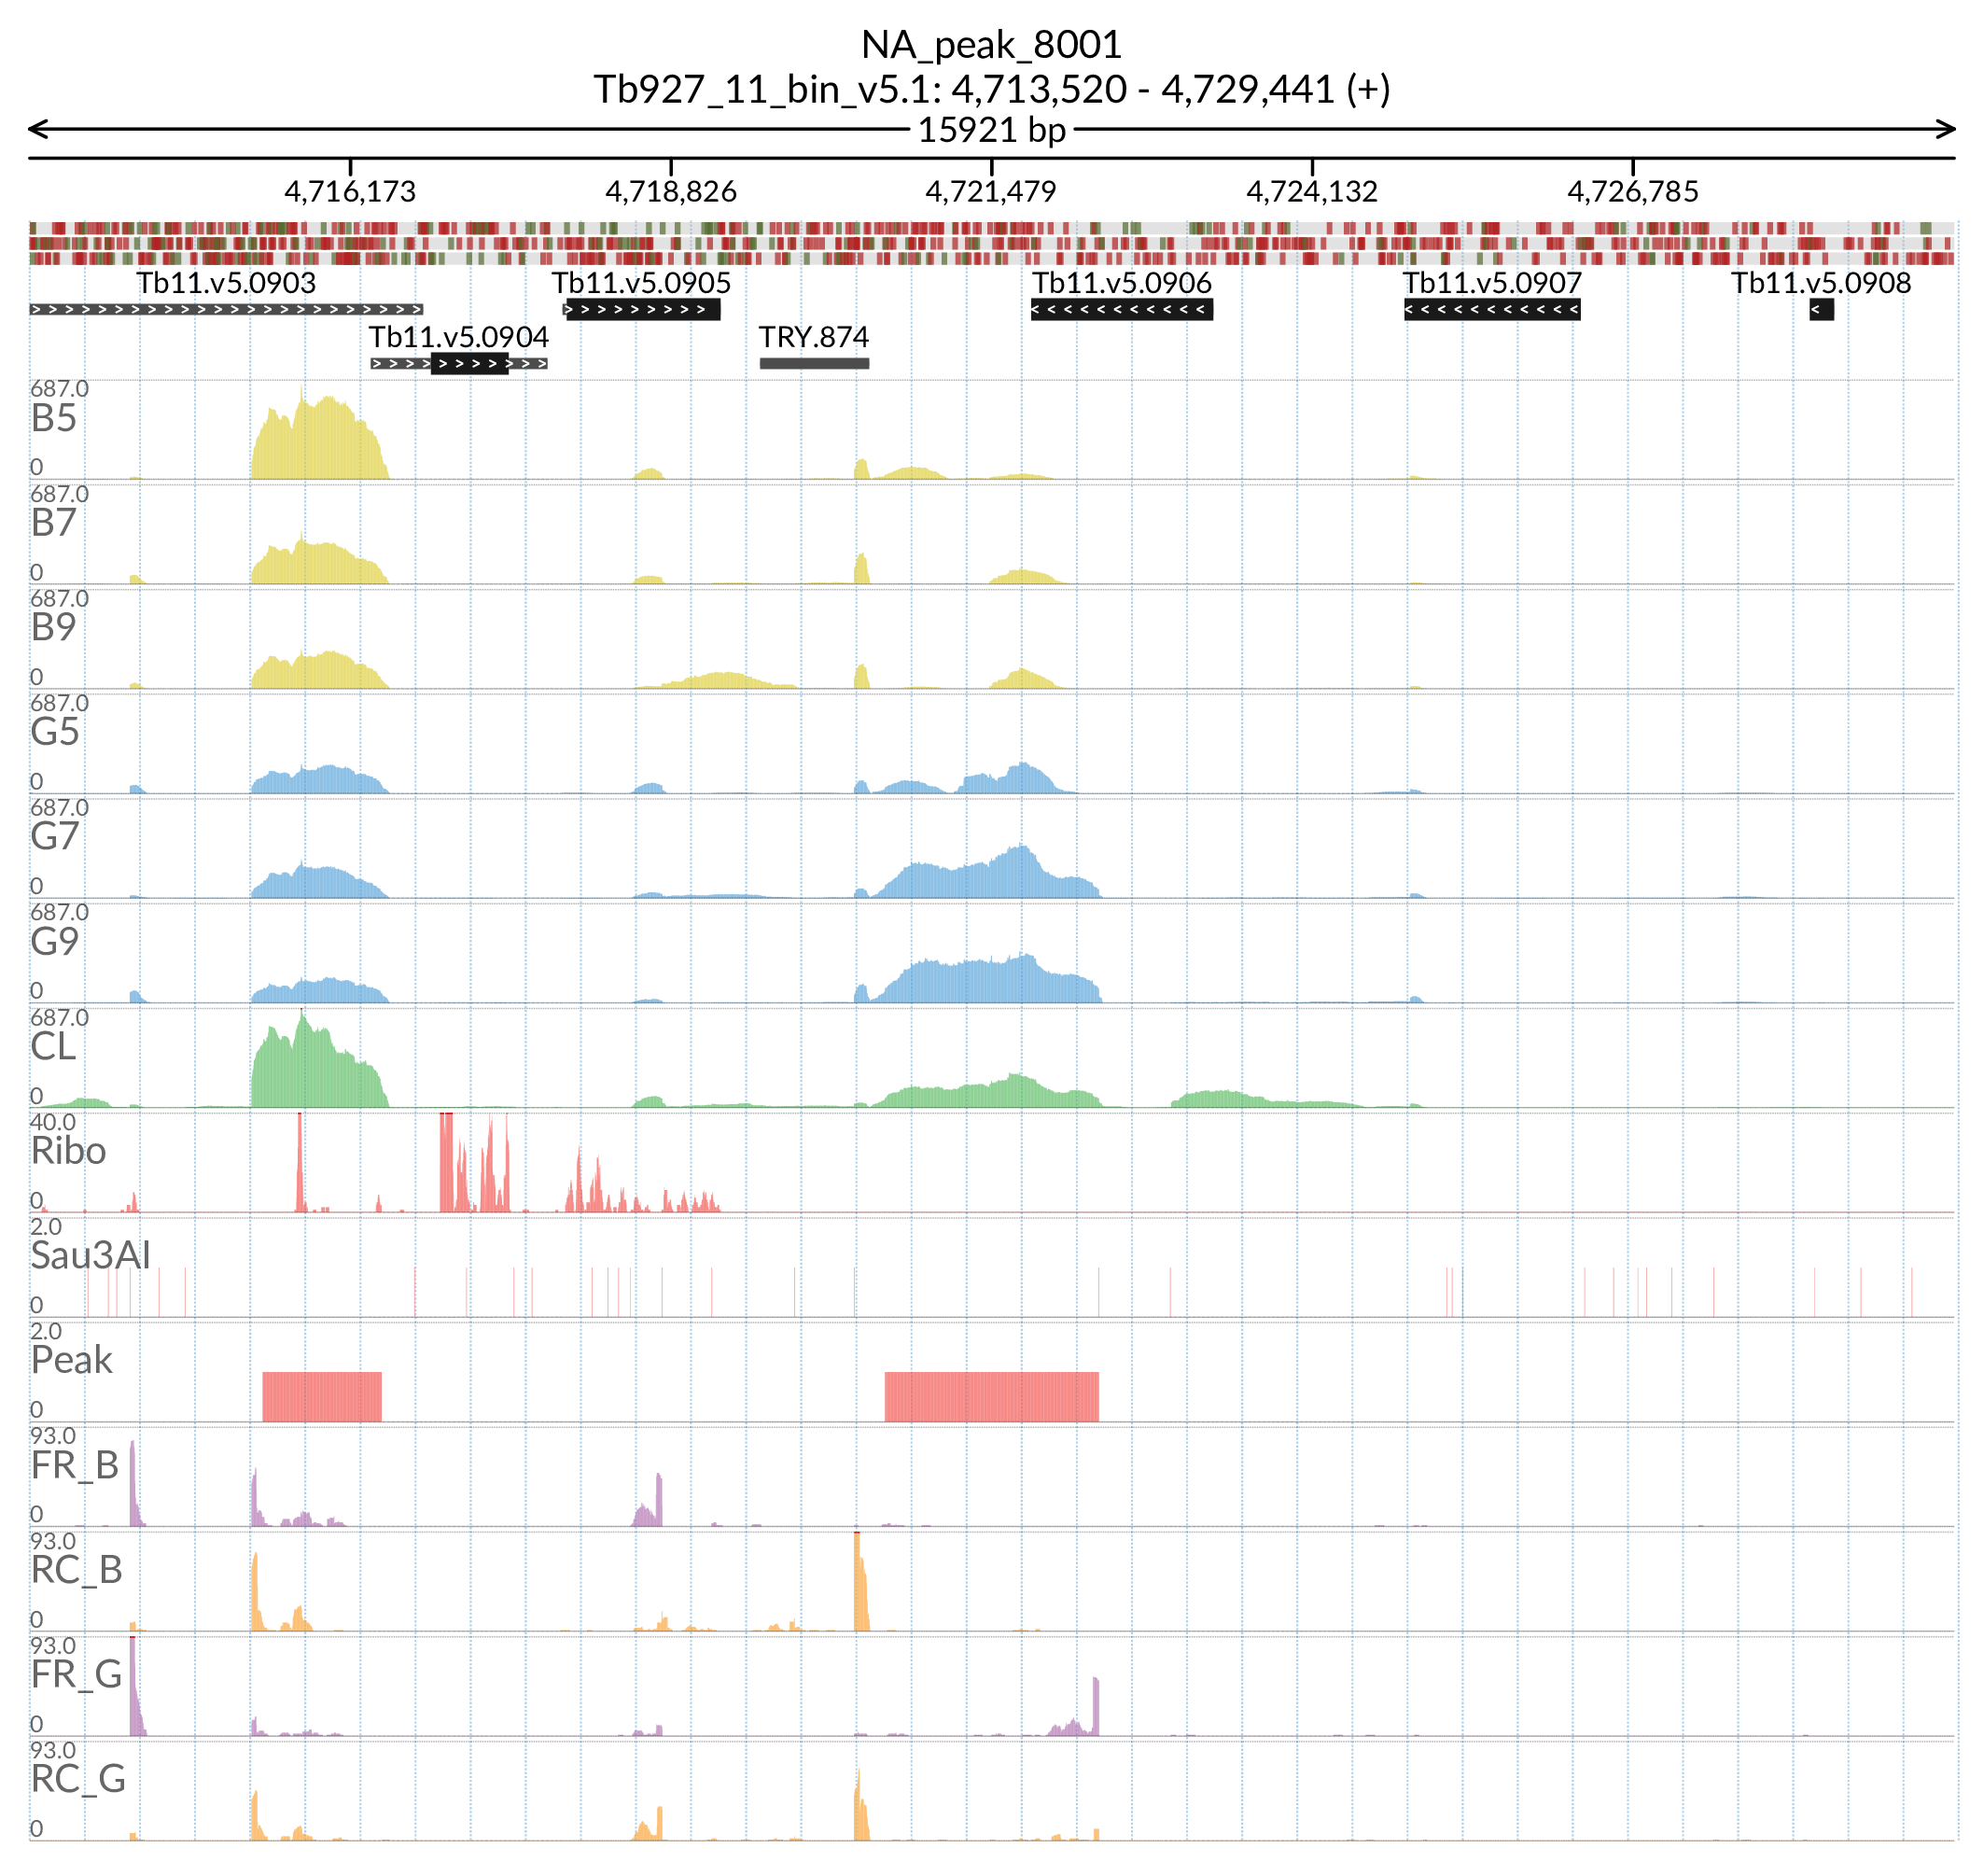 NA_peak_8001
Tb927_11_bin_v5.1: 4,713,520 - 4,729,441 (+)
15921 bp
4,716,173 4,718,826 4,721,479 4,724,132 4,726,785
Tb11.v5.0903 Tb11.v5.0905 Tb11.v5.0906 Tb11.v5.0907 Tb11.v5.0908
Tb11.v5.0904 TRY.874
687.0
B5
0
687.0
B7
0
687.0
B9
0
687.0
G5
0
687.0
G7
0
687.0
G9
0
687.0
CL
0
40.0
Ribo
0
2.0
Sau3AI
0
2.0
Peak
0
93.0
FR_B
0
93.0
RC_B
0
93.0
FR_G
0
93.0
RC_G
0